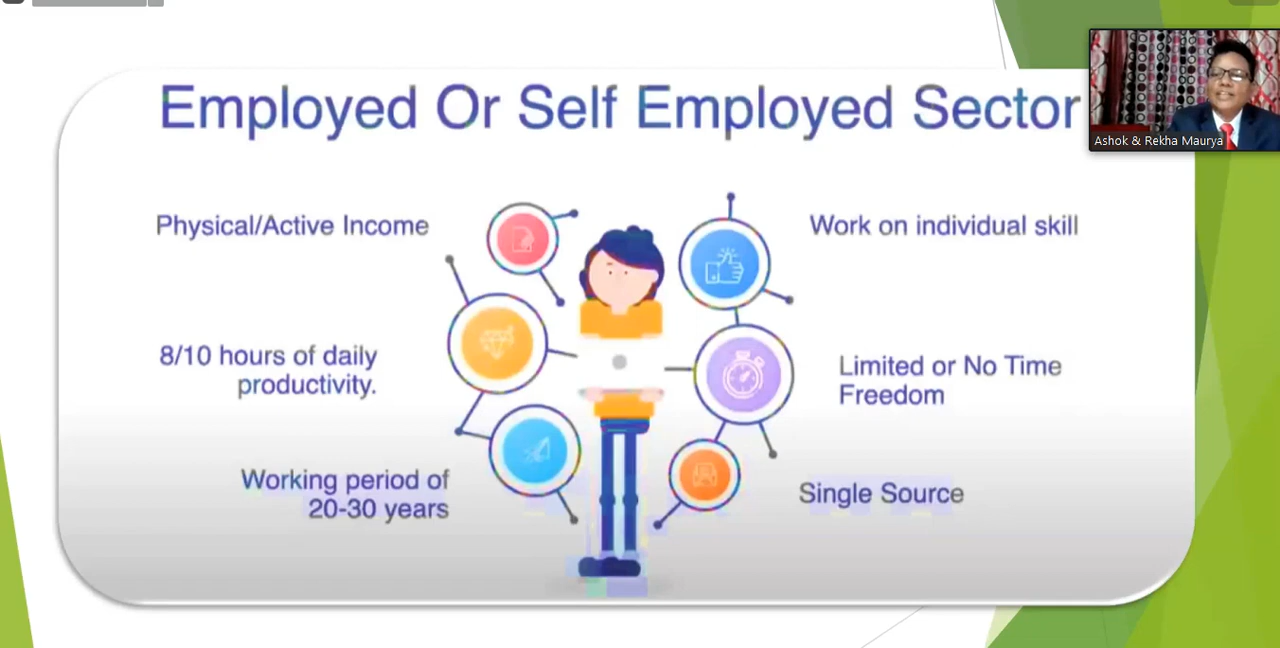 Employed Or Self Employed Sector
Ashok & Rekha Maurya
Physical/Active Income
Work on individual skill
8/10 hours of daily
productivity.
Limited or No Time
Freedom
Working period of
20-30 years
Single Source